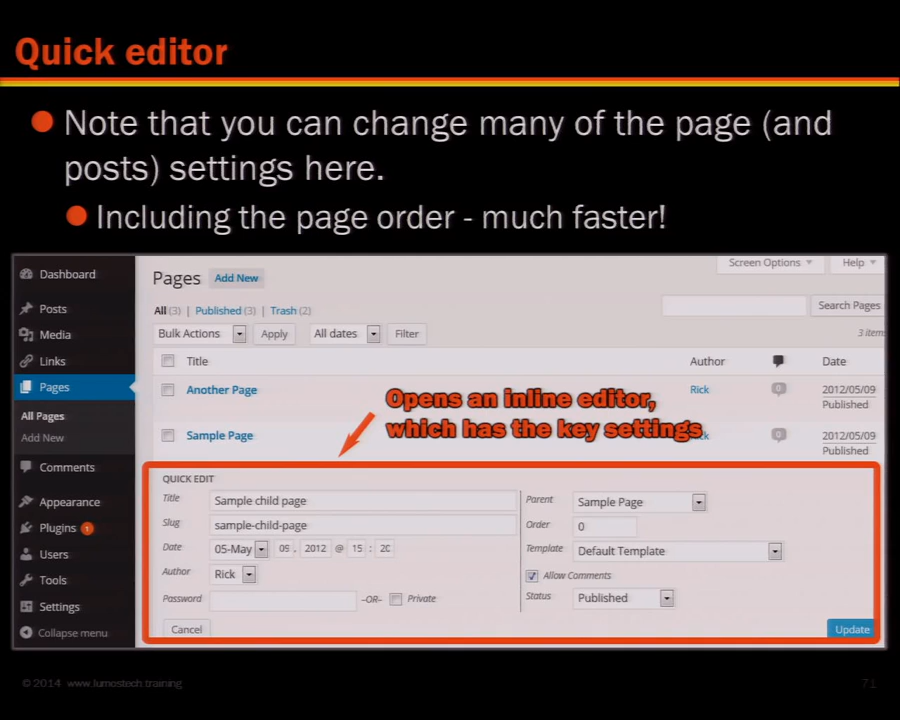 Quick editor
Note that you can change many of the page (and
posts) settings here.
Including the page order - much faster!
Dashboard
Posts
Media
Links
Pages
All Pages
Add New
Comments
Appearance
Plugins 1
Users
Tools
Settings
Collapse menu
Screen Options Help
Pages Add New
All (3) | Published (3) | Trash (2)
Search Pages
Bulk Actions Apply All dates Filter
3 items
Title Author Date
Another Page Rick 0 2012/05/09
Published
Opens an inline editor,
which has the key settings
Sample Page 0 2012/05/09
Published
QUICK EDIT
Title Sample child page
Slug sample-child-page
Date 05-May 09, 2012 @ 15 : 20
Author Rick
Password –OR– Private
Parent Sample Page
Order 0
Template Default Template
Allow Comments
Status Published
Cancel Update
© 2014 www.lumostech.training 71